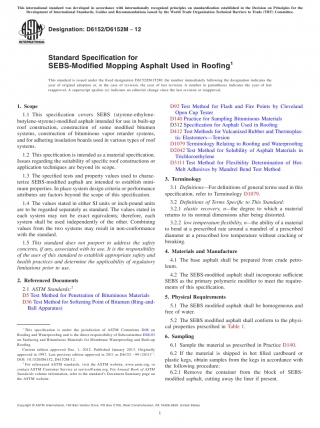 This international standard was developed in accordance with internationally recognized principles on standardization established in the Decision on Principles for the
Development of International Standards, Guides and Recommendations issued by the World Trade Organization Technical Barriers to Trade (TBT) Committee.
Designation: D6152/D6152M − 12
INTERNATIONAL
Standard Specification for
SEBS-Modified Mopping Asphalt Used in Roofing1
This standard is issued under the fixed designation D6152/D6152M; the number immediately following the designation indicates the
year of original adoption or, in the case of revision, the year of last revision. A number in parentheses indicates the year of last
reapproval. A superscript epsilon (ε) indicates an editorial change since the last revision or reapproval.
1. Scope
1.1 This specification covers SEBS (styrene-ethylene-
butylene-styrene)-modified asphalt intended for use in built-up
roof construction, construction of some modified bitumen
systems, construction of bituminous vapor retarder systems,
and for adhering insulation boards used in various types of roof
systems.
1.2 This specification is intended as a material specification.
Issues regarding the suitability of specific roof constructions or
application techniques are beyond its scope.
1.3 The specified tests and property values used to charac-
terize SEBS-modified asphalt are intended to establish mini-
mum properties. In place system design criteria or performance
attributes are factors beyond the scope of this specification.
1.4 The values stated in either SI units or inch-pound units
are to be regarded separately as standard. The values stated in
each system may not be exact equivalents; therefore, each
system shall be used independently of the other. Combining
values from the two systems may result in non-conformance
with the standard.
1.5 This standard does not purport to address the safety
concerns, if any, associated with its use. It is the responsibility
of the user of this standard to establish appropriate safety and
health practices and determine the applicability of regulatory
limitations prior to use.
2. Referenced Documents
2.1 ASTM Standards:2
D5 Test Method for Penetration of Bituminous Materials
D36 Test Method for Softening Point of Bitumen (Ring-and-
Ball Apparatus)
D92 Test Method for Flash and Fire Points by Cleveland
Open Cup Tester
D140 Practice for Sampling Bituminous Materials
D312 Specification for Asphalt Used in Roofing
D412 Test Methods for Vulcanized Rubber and Thermoplas-
tic Elastomers—Tension
D1079 Terminology Relating to Roofing and Waterproofing
D2042 Test Method for Solubility of Asphalt Materials in
Trichloroethylene
D3111 Test Method for Flexibility Determination of Hot-
Melt Adhesives by Mandrel Bend Test Method
3. Terminology
3.1 Definitions—For definitions of general terms used in this
specification, refer to Terminology D1079.
3.2 Definitions of Terms Specific to This Standard:
3.2.1 elastic recovery, n—the degree to which a material
returns to its normal dimensions after being distorted.
3.2.2 low temperature flexibility, n—the ability of a material
to bend at a prescribed rate around a mandrel of a prescribed
diameter at a prescribed low temperature without cracking or
breaking.
4. Materials and Manufacture
4.1 The base asphalt shall be prepared from crude petro-
leum.
4.2 The SEBS-modified asphalt shall incorporate sufficient
SEBS as the primary polymeric modifier to meet the require-
ments of this specification.
5. Physical Requirements
5.1 The SEBS modified asphalt shall be homogeneous and
free of water.
5.2 The SEBS modified asphalt shall conform to the physi-
cal properties prescribed in Table 1.
6. Sampling
6.1 Sample the material as prescribed in Practice D140.
6.2 If the material is shipped in hot filled cardboard or
plastic kegs, obtain samples from the kegs in accordance with
the following procedure:
6.2.1 Remove the container from the block of SEBS-
modified asphalt, cutting away the liner if present.
1 This specification is under the jurisdiction of ASTM Committee D08 on
Roofing and Waterproofing and is the direct responsibility of Subcommittee
on Surfacing and Bituminous Materials for Membrane Waterproofing and Built-up
Roofing.
Current edition approved Nov. 1, 2012. Published January 2013. Originally
approved in 1997. Last previous edition approved in 2011 as
2 For referenced ASTM standards, visit the ASTM website, www.astm.org, or
contact ASTM Customer Service at service@astm.org. For Annual Book of ASTM
Standards volume information, refer to the standard's Document Summary page on
the ASTM website.
Copyright © ASTM International, 100 Barr Harbor Drive, PO Box C700, West Conshohocken, PA 19428-2959. United States
1